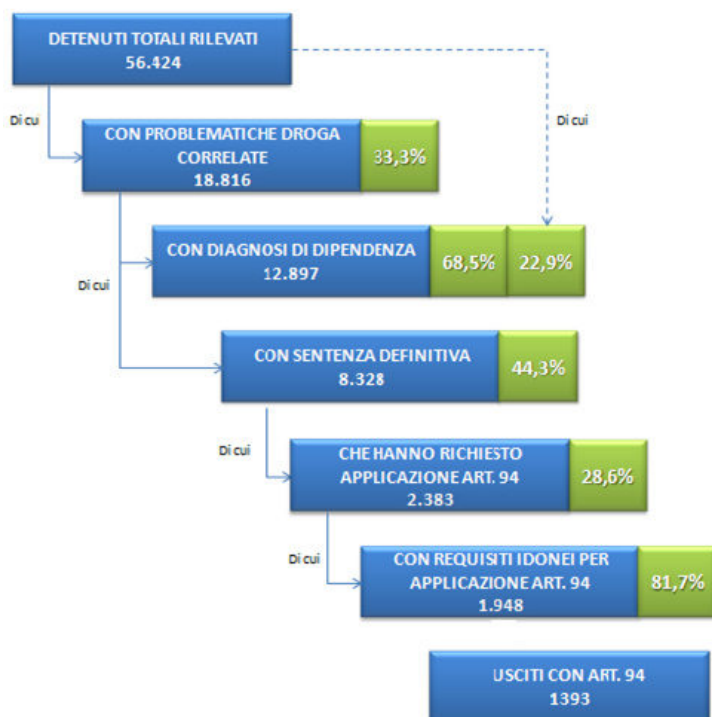 DETENUTI TOTALI RILEVATI
56.424
Di cui
Di cui
CON PROBLEMATICHE DROGA
CORRELATE
18.816
33,3%
CON DIAGNOSI DI DIPENDENZA
12.897
68,5%
22,9%
Di cui
CON SENTENZA DEFINITIVA
8.328
44,3%
Di cui
CHE HANNO RICHIESTO
APPLICAZIONE ART. 94
2.383
28,6%
Di cui
CON REQUISITI IDONEI PER
APPLICAZIONE ART. 94
1.948
81,7%
USCITI CON ART. 94
1393